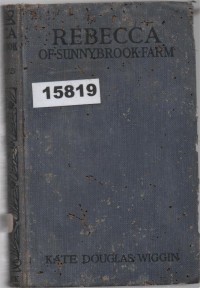 REBECCA
OF·SUNNYBROOK·FARM
15819
KATE DOUGLAS WIGGIN